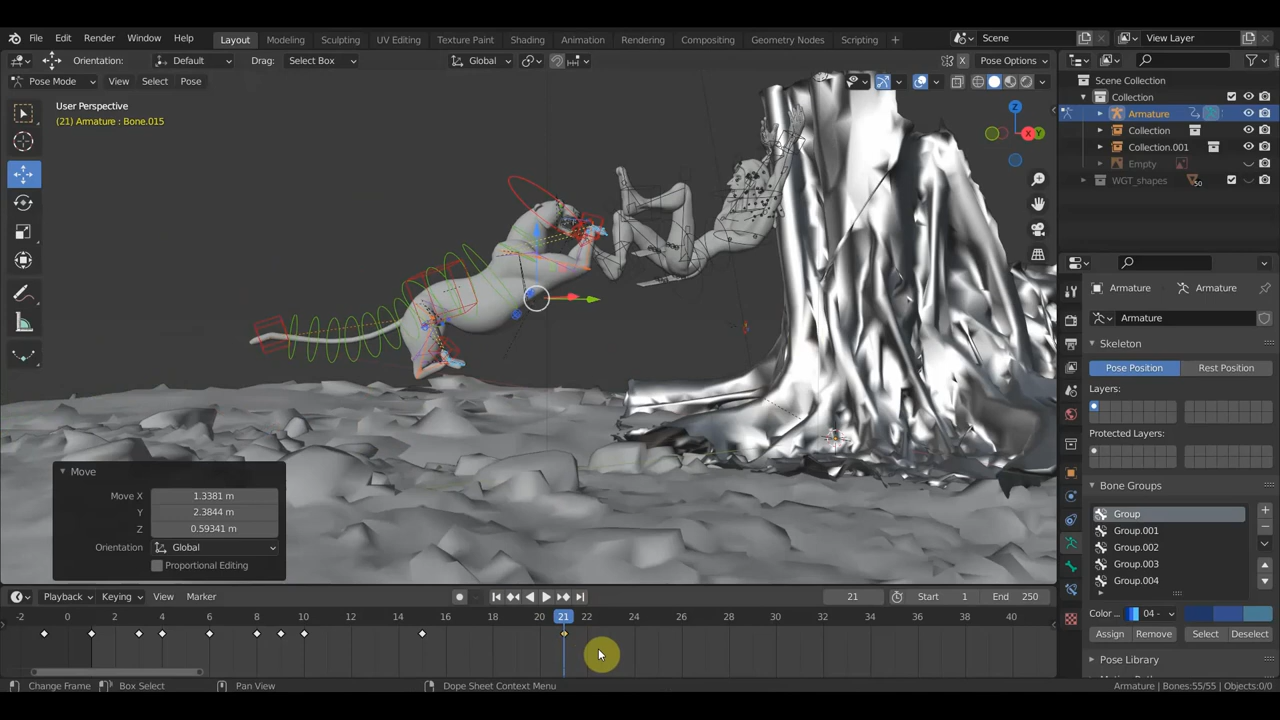 File Edit Render Window Help Layout Modeling Sculpting UV Editing Texture Paint Shading Animation Rendering Compositing Geometry Nodes Scripting + Scene View Layer
Orientation: Default Drag: Select Box Global X Pose Options
Pose Mode View Select Pose
User Perspective
(21) Armature : Bone.015
Z
X Y
Scene Collection
Collection
Armature
Collection
Collection.001
Empty
WGT_shapes 50
Armature Armature
Armature
Skeleton
Pose Position Rest Position
Layers:
Protected Layers:
Bone Groups
Group
Group.001
Group.002
Group.003
Group.004
Color ... 04 -
Assign Remove Select Deselect
Pose Library
Move
Move X 1.3381 m
Y 2.3844 m
Z 0.59341 m
Orientation Global
Proportional Editing
Playback Keying View Marker 21 Start 1 End 250
-2 0 2 4 6 8 10 12 14 16 18 20 21 22 24 26 28 30 32 34 36 38 40
Change Frame Box Select Pan View Dope Sheet Context Menu Armature | Bones:55/55 | Objects:0/0